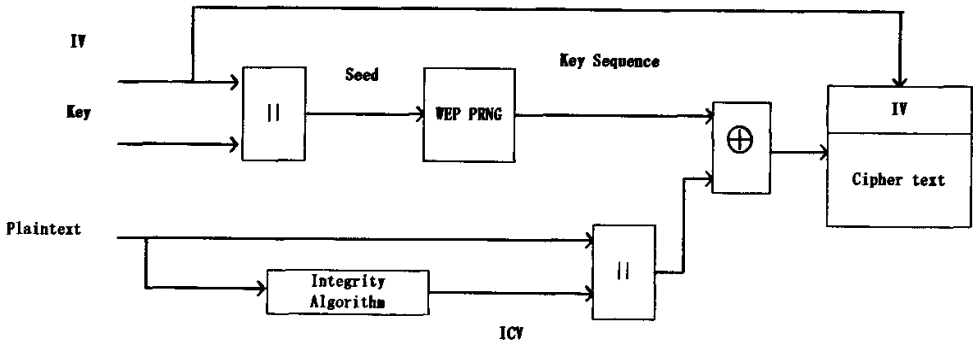 IV
Key
||
Seed
WEP PRNG
Key Sequence
⊕
IV
Cipher text
Plaintext
Integrity
Algorithm
ICV
||